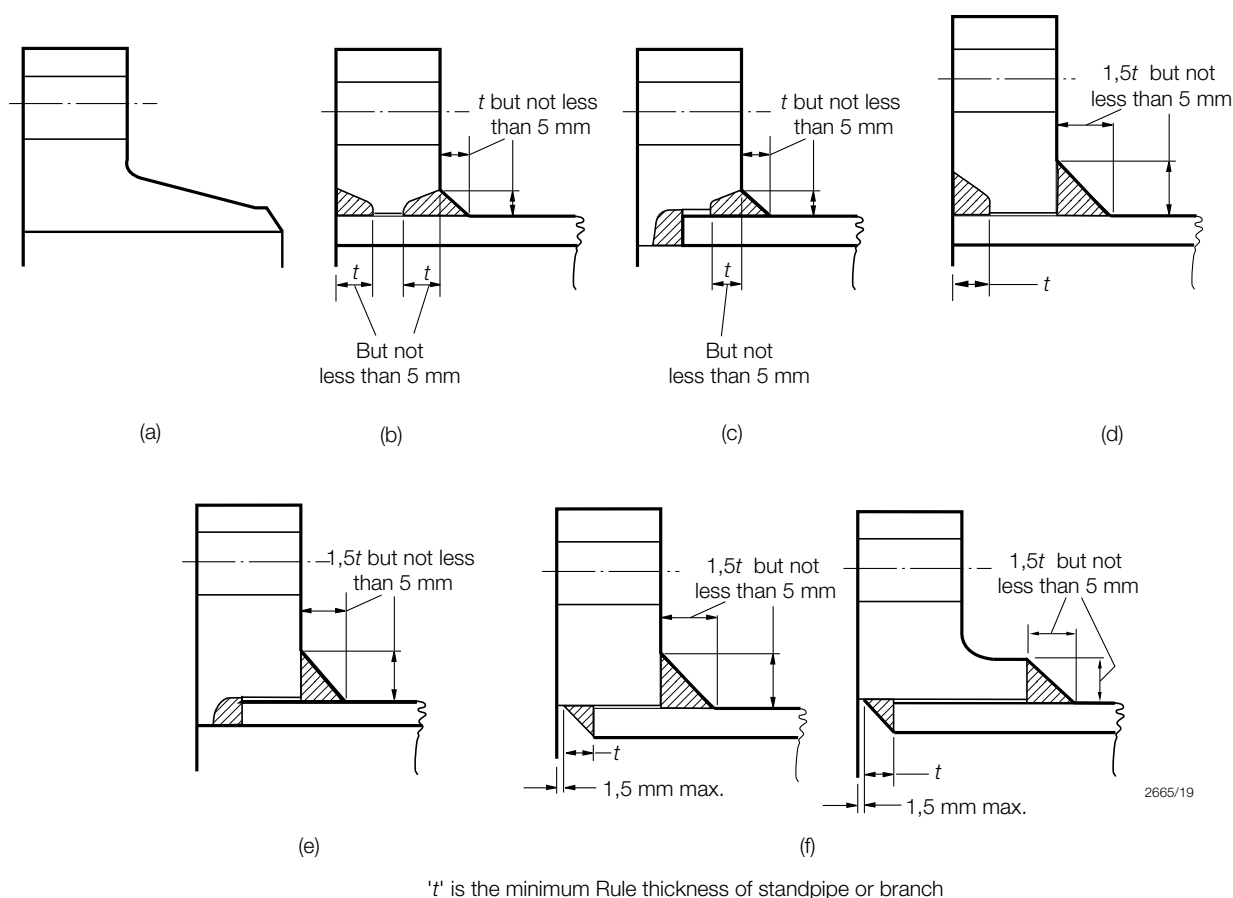 t but not less
than 5 mm
t but not less
than 5 mm
1,5t but not
less than 5 mm
t
t
t
t
But not
less than 5 mm
But not
less than 5 mm
(a)
(b)
(c)
(d)
1,5t but not less
than 5 mm
1,5t but not
less than 5 mm
1,5t but not
less than 5 mm
t
t
1,5 mm max.
1,5 mm max.
2665/19
(e)
(f)
't' is the minimum Rule thickness of standpipe or branch